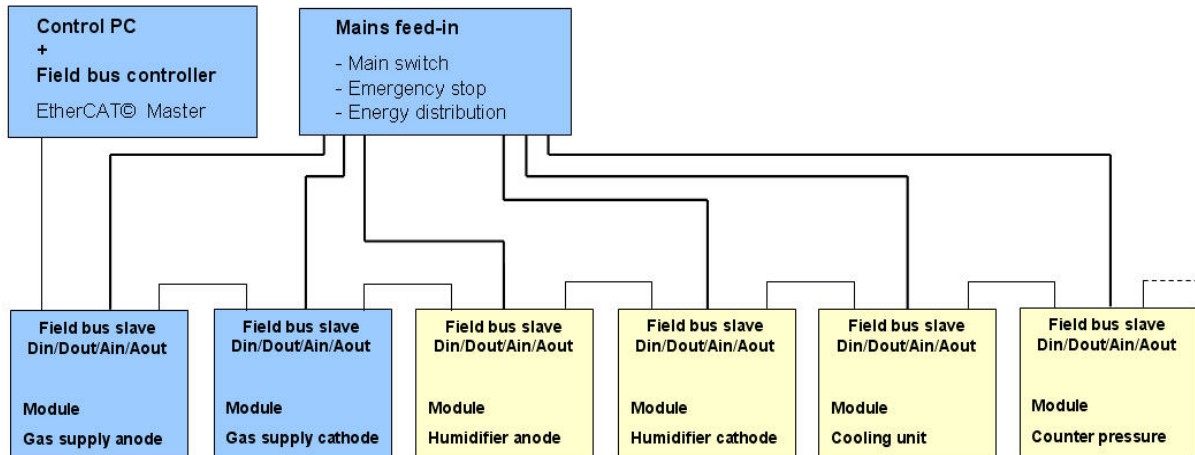 Control PC
+
Field bus controller
EtherCAT© Master
Mains feed-in
- Main switch
- Emergency stop
- Energy distribution
Field bus slave
Din/Dout/Ain/Aout
Module
Gas supply anode
Field bus slave
Din/Dout/Ain/Aout
Module
Gas supply cathode
Field bus slave
Din/Dout/Ain/Aout
Module
Humidifier anode
Field bus slave
Din/Dout/Ain/Aout
Module
Humidifier cathode
Field bus slave
Din/Dout/Ain/Aout
Module
Cooling unit
Field bus slave
Din/Dout/Ain/Aout
Module
Counter pressure